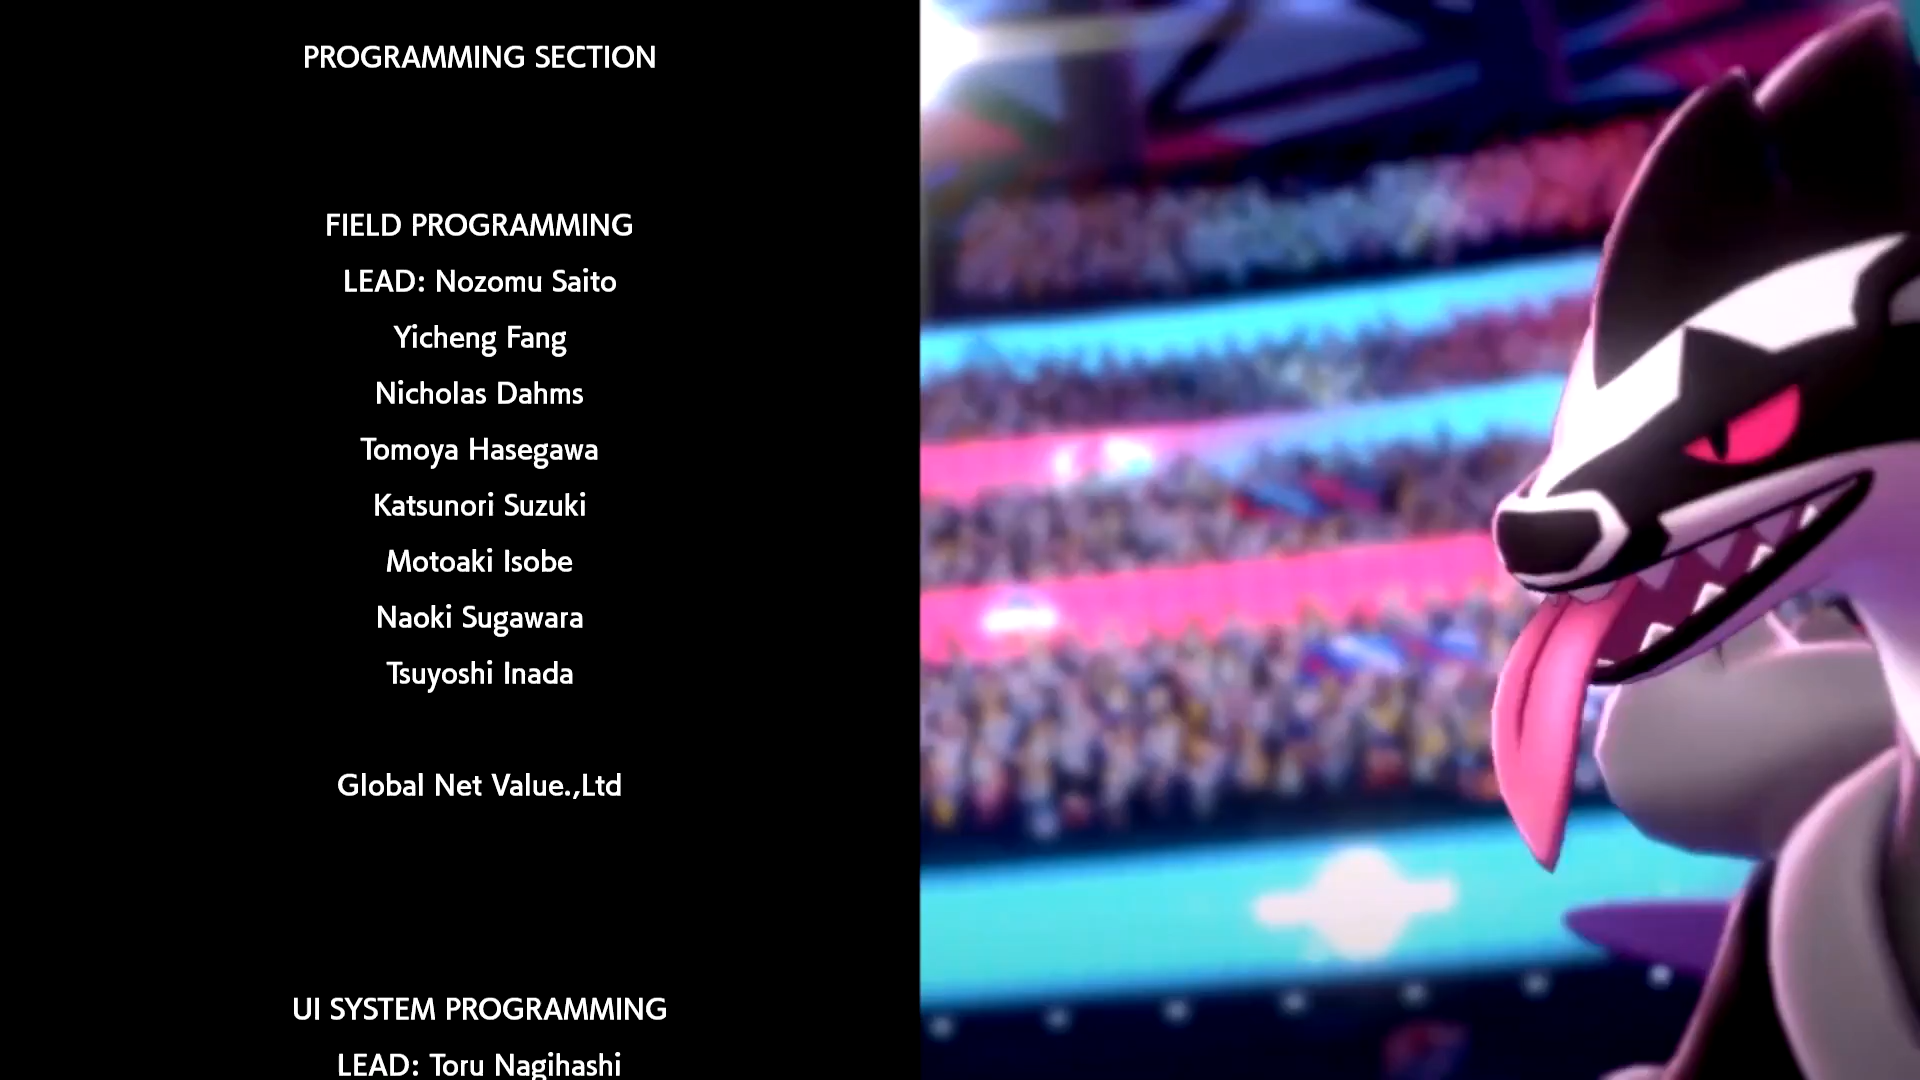 PROGRAMMING SECTION
FIELD PROGRAMMING
LEAD: Nozomu Saito
Yicheng Fang
Nicholas Dahms
Tomoya Hasegawa
Katsunori Suzuki
Motoaki Isobe
Naoki Sugawara
Tsuyoshi Inada
Global Net Value.,Ltd
UI SYSTEM PROGRAMMING
LEAD: Toru Nagihashi